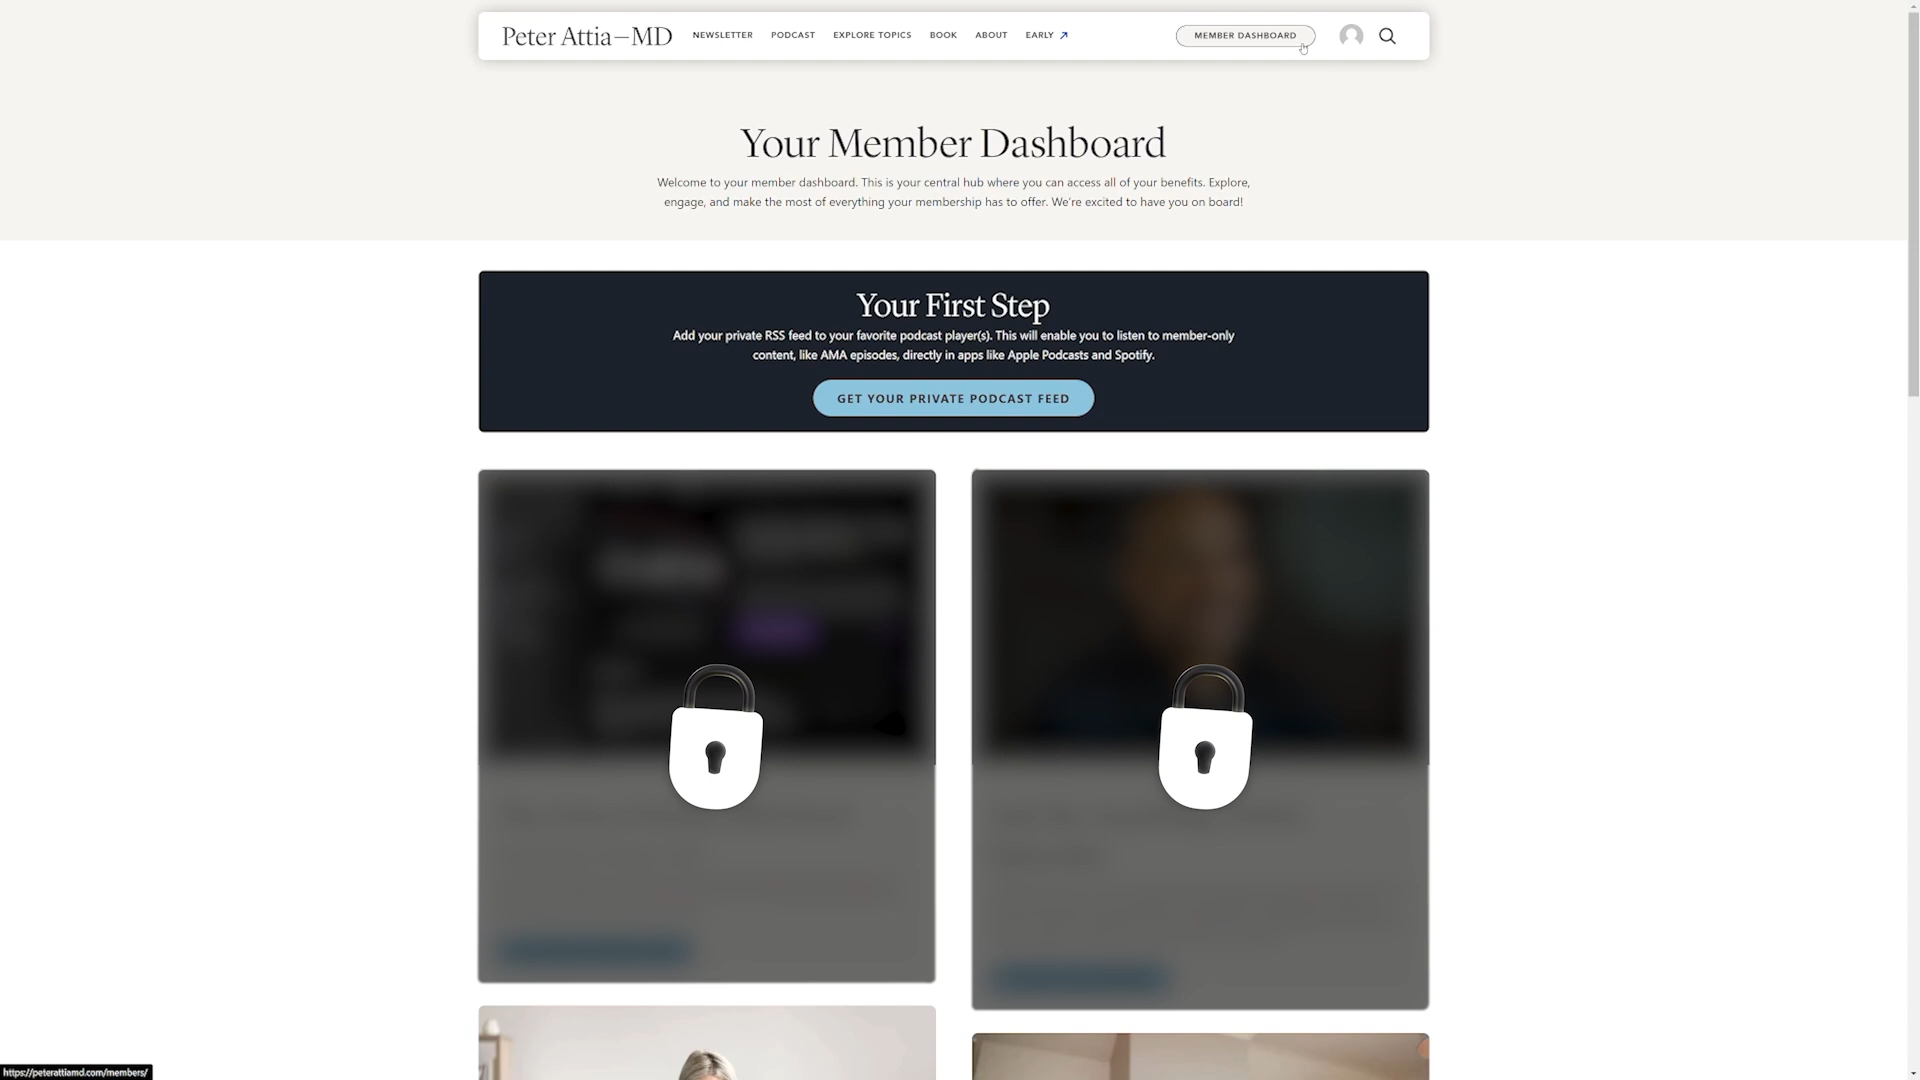 Peter Attia—MD
NEWSLETTER
PODCAST
EXPLORE TOPICS
BOOK
ABOUT
EARLY
MEMBER DASHBOARD
Your Member Dashboard
Welcome to your member dashboard. This is your central hub where you can access all of your benefits. Explore,
engage, and make the most of everything your membership has to offer. We're excited to have you on board!
Your First Step
Add your private RSS feed to your favorite podcast player(s). This will enable you to listen to member-only
content, like AMA episodes, directly in apps like Apple Podcasts and Spotify.
GET YOUR PRIVATE PODCAST FEED
https://peterattiamd.com/members/